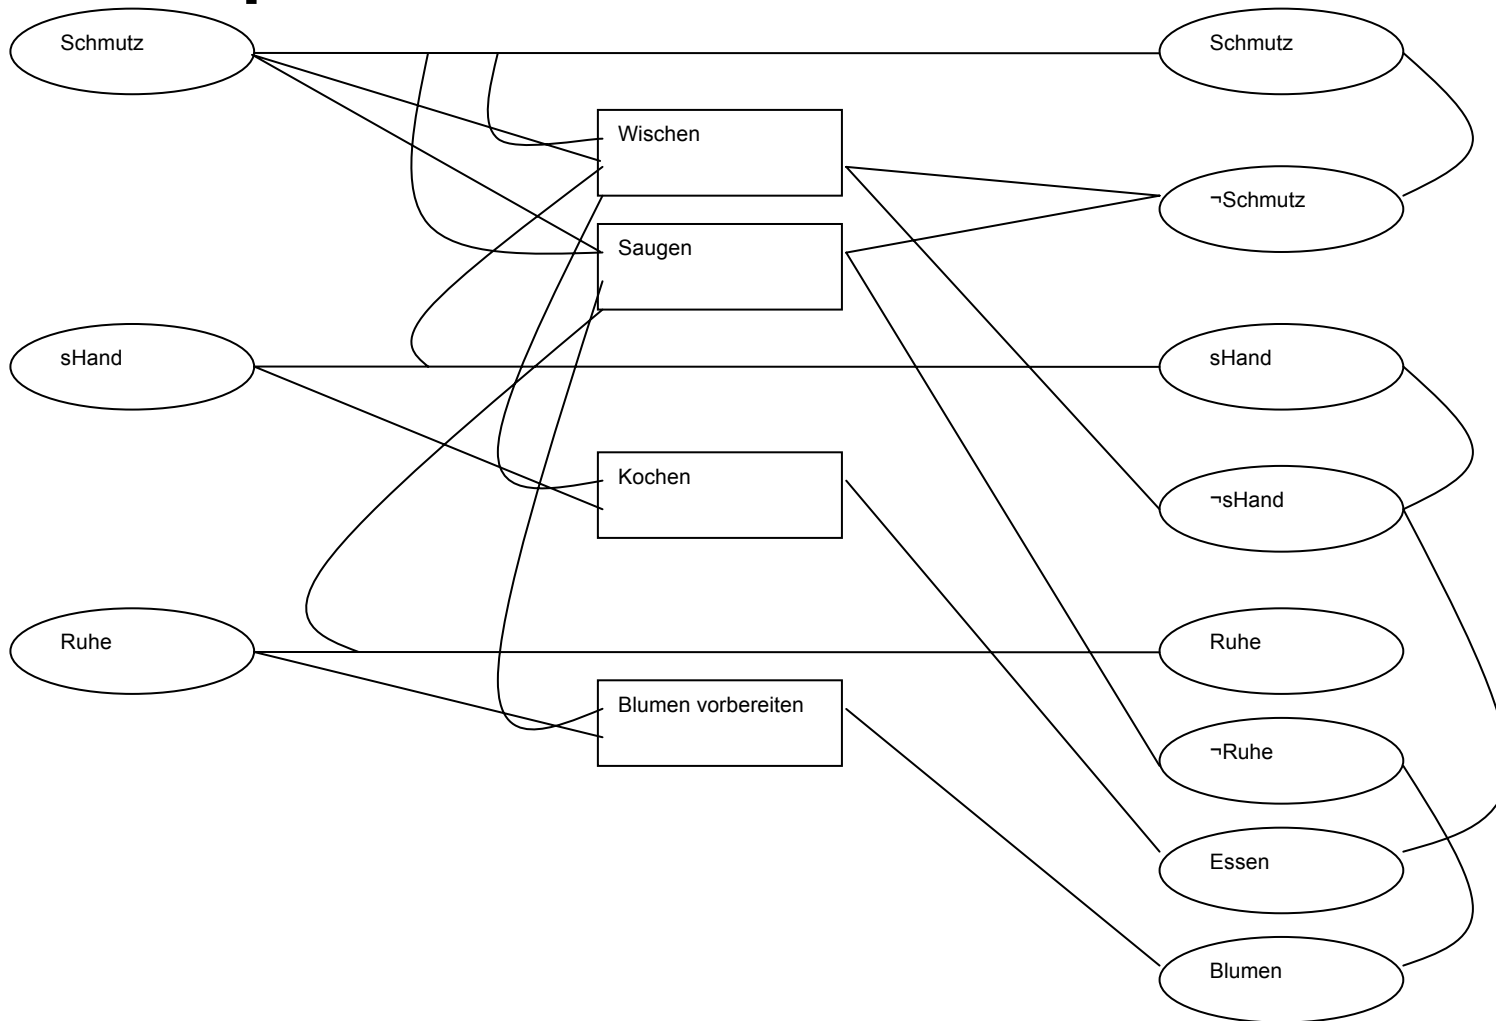 Schmutz
Schmutz
Wischen
¬Schmutz
Saugen
sHand
sHand
Kochen
¬sHand
Ruhe
Ruhe
Blumen vorbereiten
¬Ruhe
Essen
Blumen